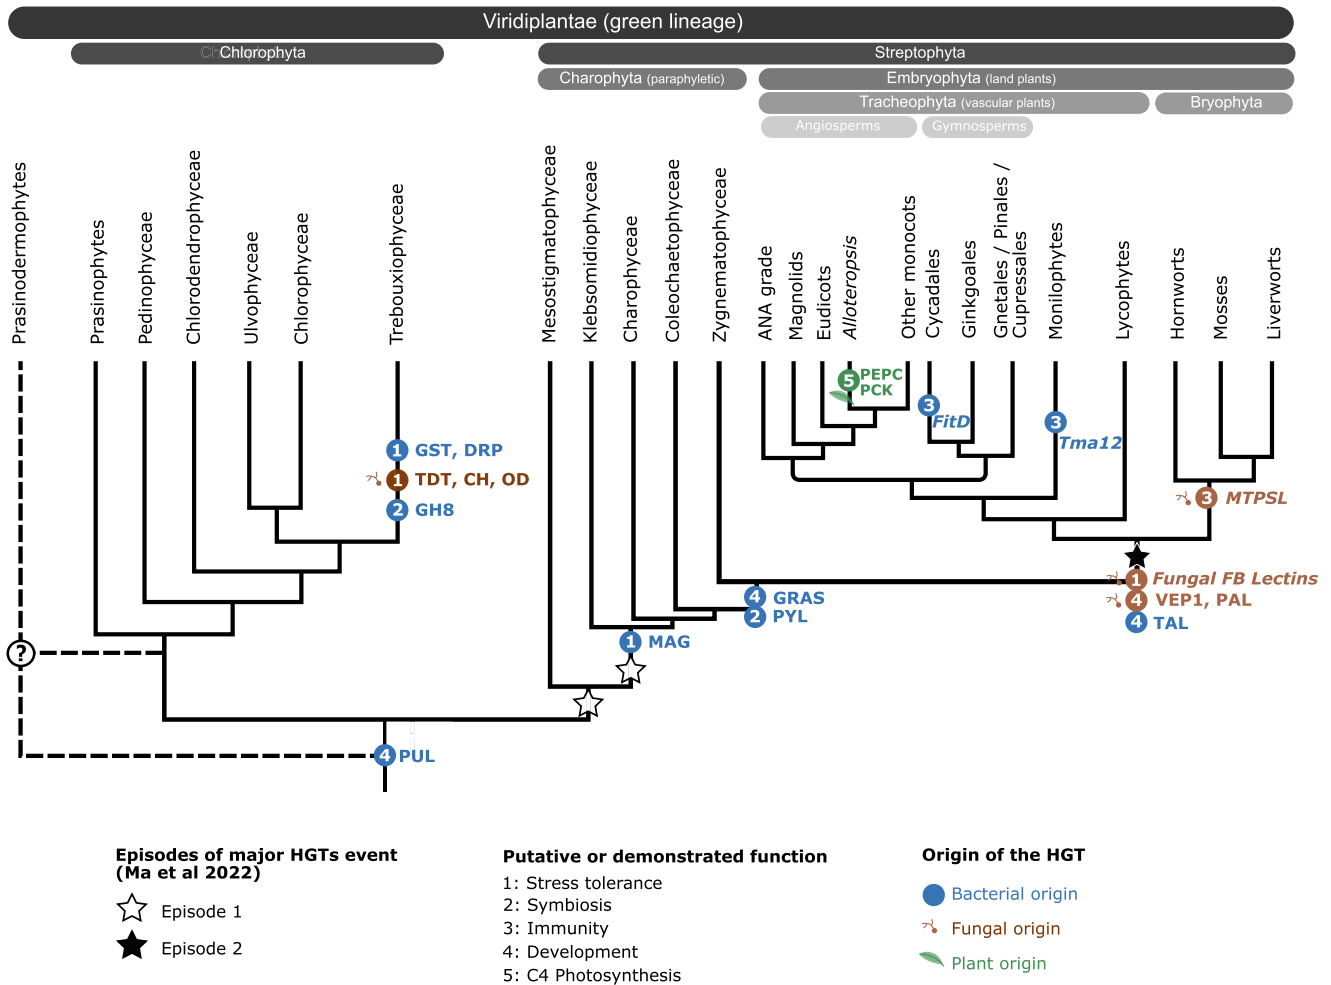 Viridiplantae (green lineage)
Chlorophyta
Streptophyta
Charophyta (paraphyletic)
Embryophyta (land plants)
Tracheophyta (vascular plants)
Bryophyta
Angiosperms
Gymnosperms
Prasinodermophytes
Prasinophytes
Pedinophyceae
Chlorodendrophyceae
Ulvophyceae
Chlorophyceae
Trebouxiophyceae
Mesostigmatophyceae
Klebsomidiophyceae
Charophyceae
Coleochaetophyceae
Zygnematophyceae
ANA grade
Magnolids
Eudicots
Alloteropsis
Other monocots
Cycadales
Ginkgoales
Gnetales / Pinales /
Cupressales
Monilophytes
Lycophytes
Hornworts
Mosses
Liverworts
5 PEPC
PCK
3
FitD
3
Tma12
1 GST, DRP
1 TDT, CH, OD
2 GH8
3 MTPSL
1 Fungal FB Lectins
4 VEP1, PAL
4 TAL
4 GRAS
2 PYL
1 MAG
?
4 PUL
Episodes of major HGTs event
(Ma et al 2022)
Episode 1
Episode 2
Putative or demonstrated function
1: Stress tolerance
2: Symbiosis
3: Immunity
4: Development
5: C4 Photosynthesis
Origin of the HGT
Bacterial origin
Fungal origin
Plant origin